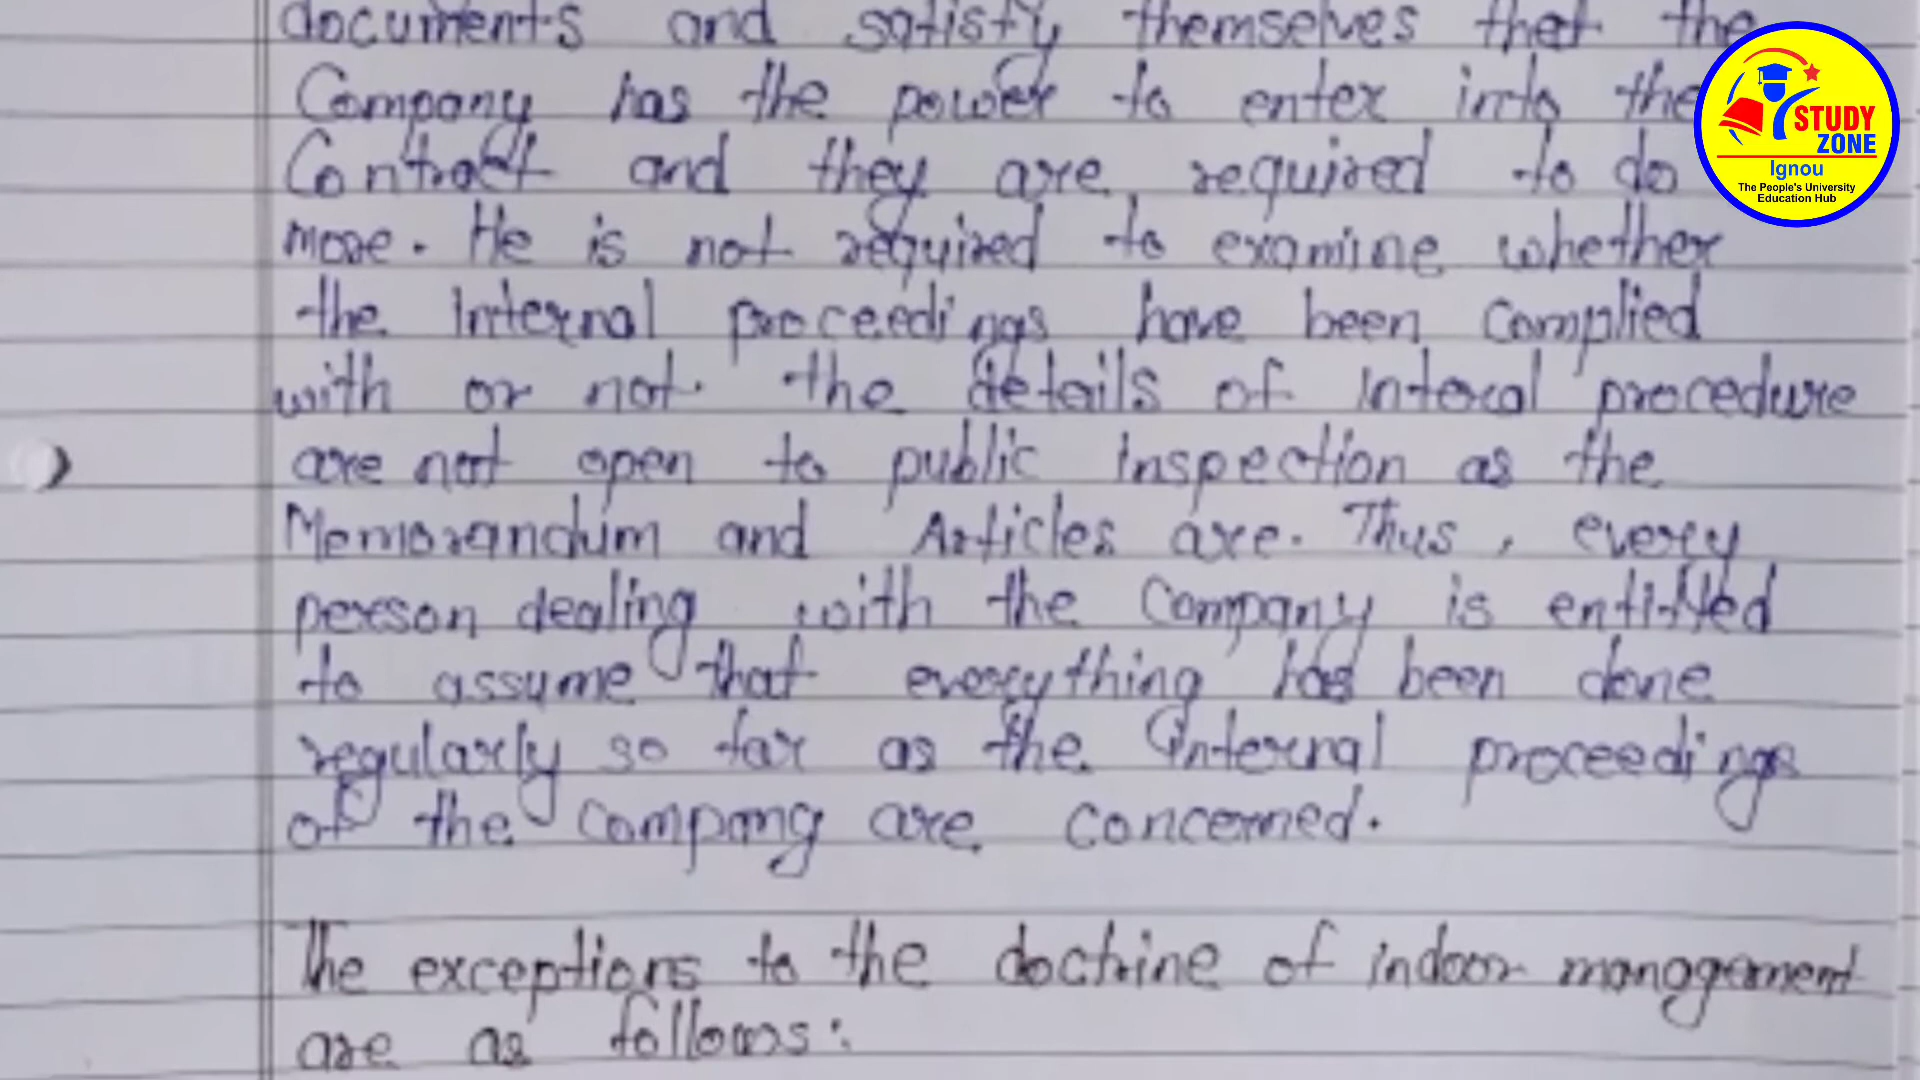 documents and satisfy themselves that the
Company has the power to enter into the
Contract and they are required to do
more. He is not required to examine whether
the internal proceedings have been complied
with or not. the details of interal procedure
are not open to public inspection as the
Memorandum and Articles are. Thus, every
person dealing with the Company is entitled
to assume that everything has been done
regularly so far as the internal proceedings
of the company are concerned.
The exceptions to the doctrine of indoor management
are as follows:
STUDY
ZONE
Ignou
The People's University
Education Hub